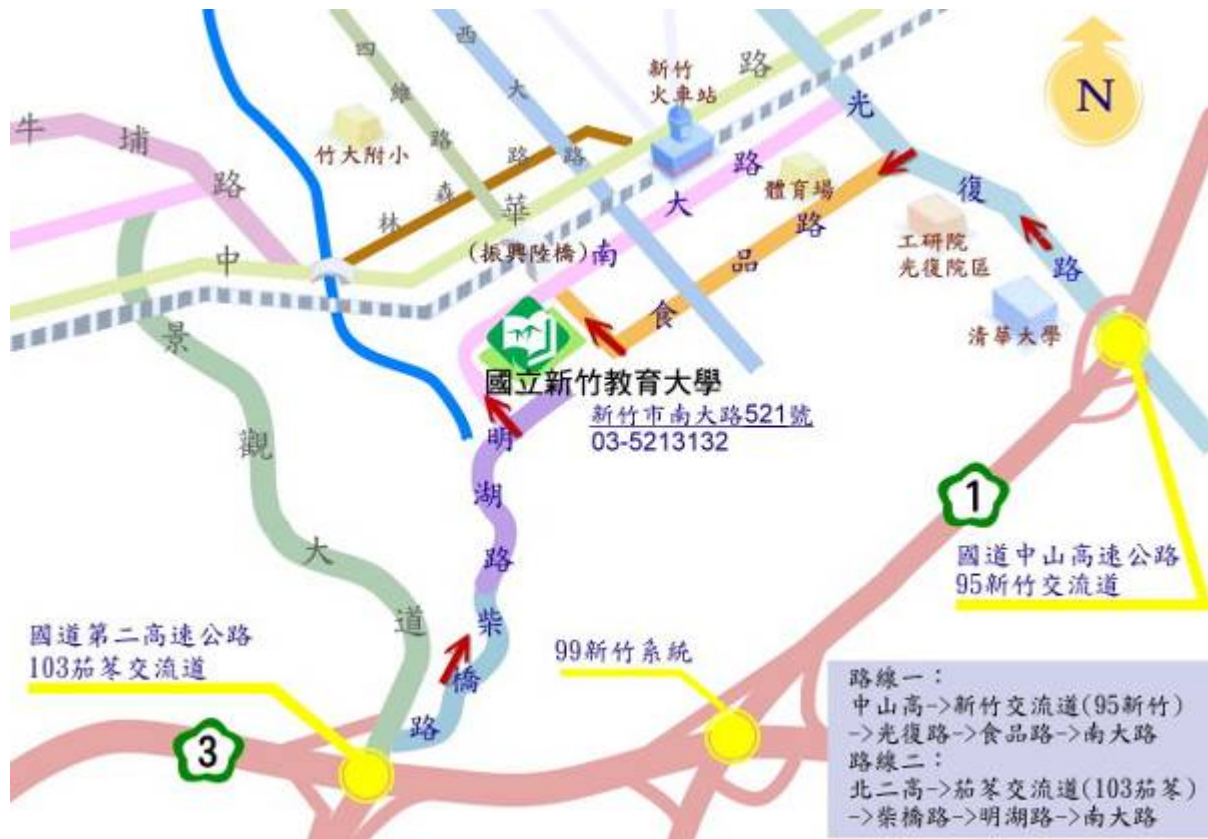 四維路
西大路
新竹
火車站
中華路
光復路
N
牛埔路
竹大附小
林森路
南大路
體育場
食品路
工研院
光復院區
清華大學
(振興陸橋)
國立新竹教育大學
新竹市南大路521號
03-5213132
景觀大道
明湖路
柴橋路
1
國道中山高速公路
95新竹交流道
國道第二高速公路
103茄苳交流道
99新竹系統
3
路線一：
中山高->新竹交流道(95新竹)
->光復路->食品路->南大路
路線二：
北二高->茄苳交流道(103茄苳)
->柴橋路->明湖路->南大路